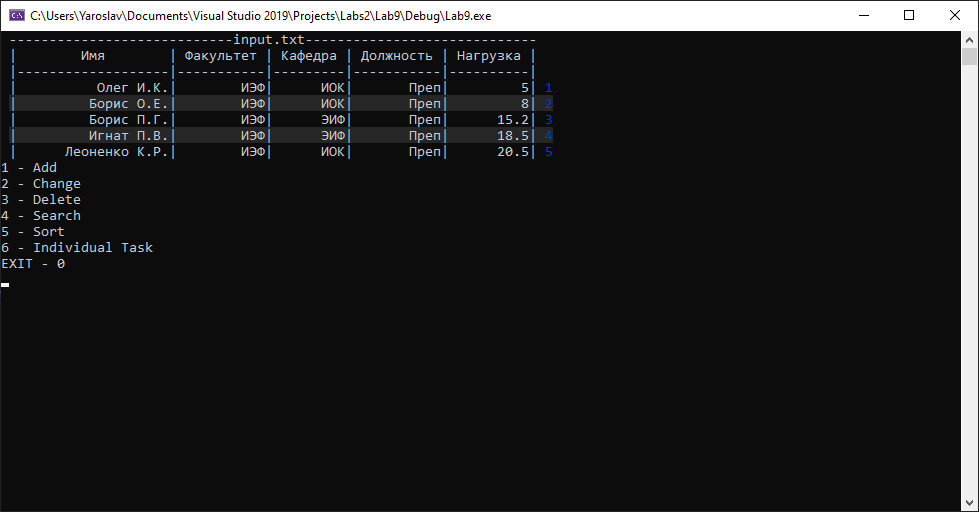 C:\Users\Yaroslav\Documents\Visual Studio 2019\Projects\Labs2\Lab9\Debug\Lab9.exe
----------------------------input.txt-----------------------------
| Имя | Факультет | Кафедра | Должность | Нагрузка |
|-------------------|-----------|---------|-----------|----------|
| Олег И.К.| ИЭФ| ИОК| Преп| 5| 1
| Борис О.Е.| ИЭФ| ИОК| Преп| 8| 2
| Борис П.Г.| ИЭФ| ЭИФ| Преп| 15.2| 3
| Игнат П.В.| ИЭФ| ЭИФ| Преп| 18.5| 4
| Леоненко К.Р.| ИЭФ| ИОК| Преп| 20.5| 5
1 - Add
2 - Change
3 - Delete
4 - Search
5 - Sort
6 - Individual Task
EXIT - 0